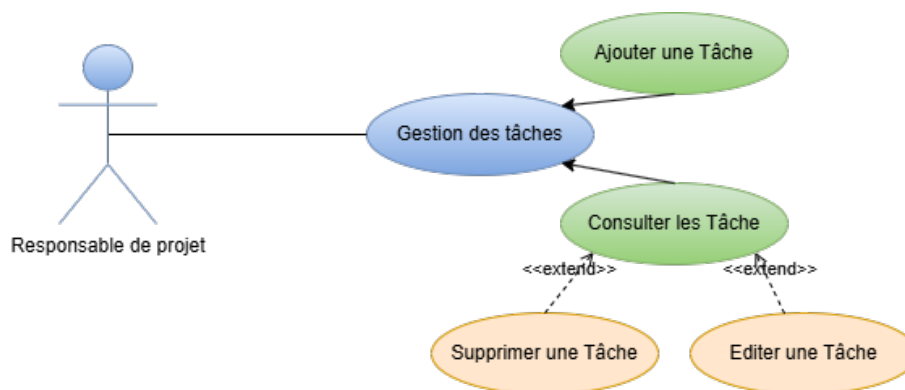 Ajouter une Tâche
Gestion des tâches
Consulter les Tâche
Responsable de projet
<<extend>>
<<extend>>
Supprimer une Tâche
Editer une Tâche